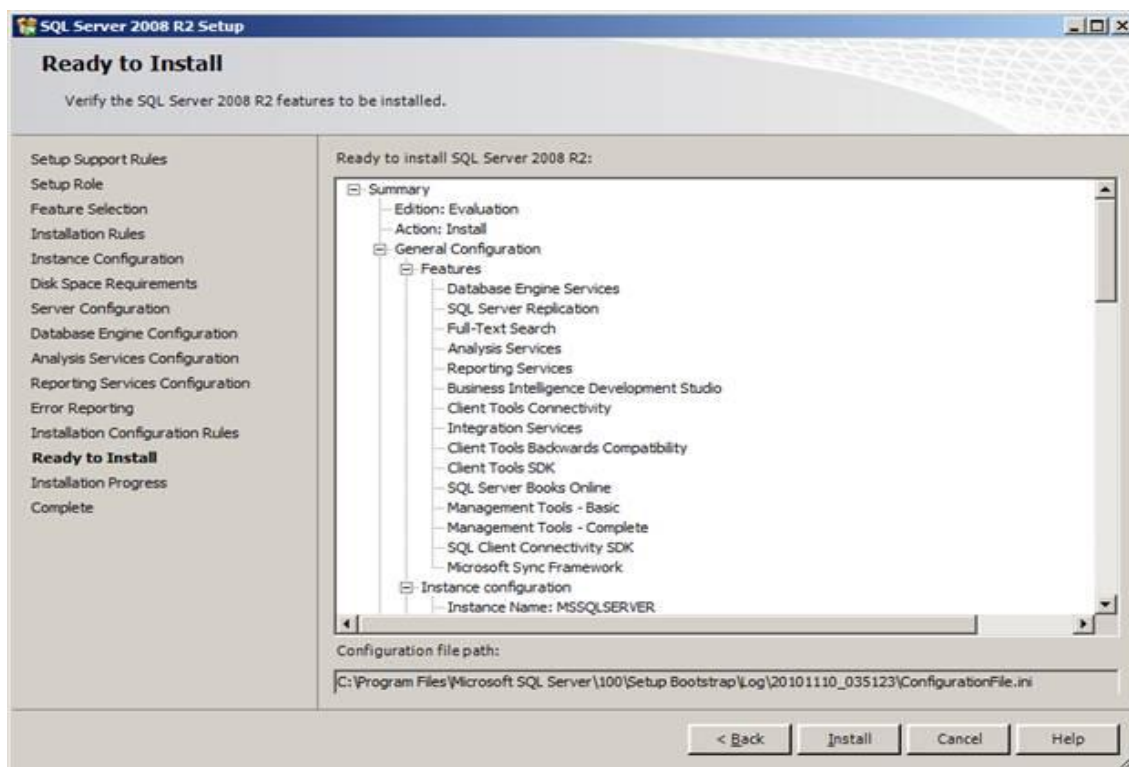 SQL Server 2008 R2 Setup
Ready to Install
Verify the SQL Server 2008 R2 features to be installed.
Setup Support Rules
Setup Role
Feature Selection
Installation Rules
Instance Configuration
Disk Space Requirements
Server Configuration
Database Engine Configuration
Analysis Services Configuration
Reporting Services Configuration
Error Reporting
Installation Configuration Rules
Ready to Install
Installation Progress
Complete
Ready to install SQL Server 2008 R2:
Summary
Edition: Evaluation
Action: Install
General Configuration
Features
Database Engine Services
SQL Server Replication
Full-Text Search
Analysis Services
Reporting Services
Business Intelligence Development Studio
Client Tools Connectivity
Integration Services
Client Tools Backwards Compatibility
Client Tools SDK
SQL Server Books Online
Management Tools - Basic
Management Tools - Complete
SQL Client Connectivity SDK
Microsoft Sync Framework
Instance configuration
Instance Name: MSSQLSERVER
Configuration file path:
C:\Program Files\Microsoft SQL Server\100\Setup Bootstrap\Log\20101110_035123\ConfigurationFile.ini
< Back
Install
Cancel
Help